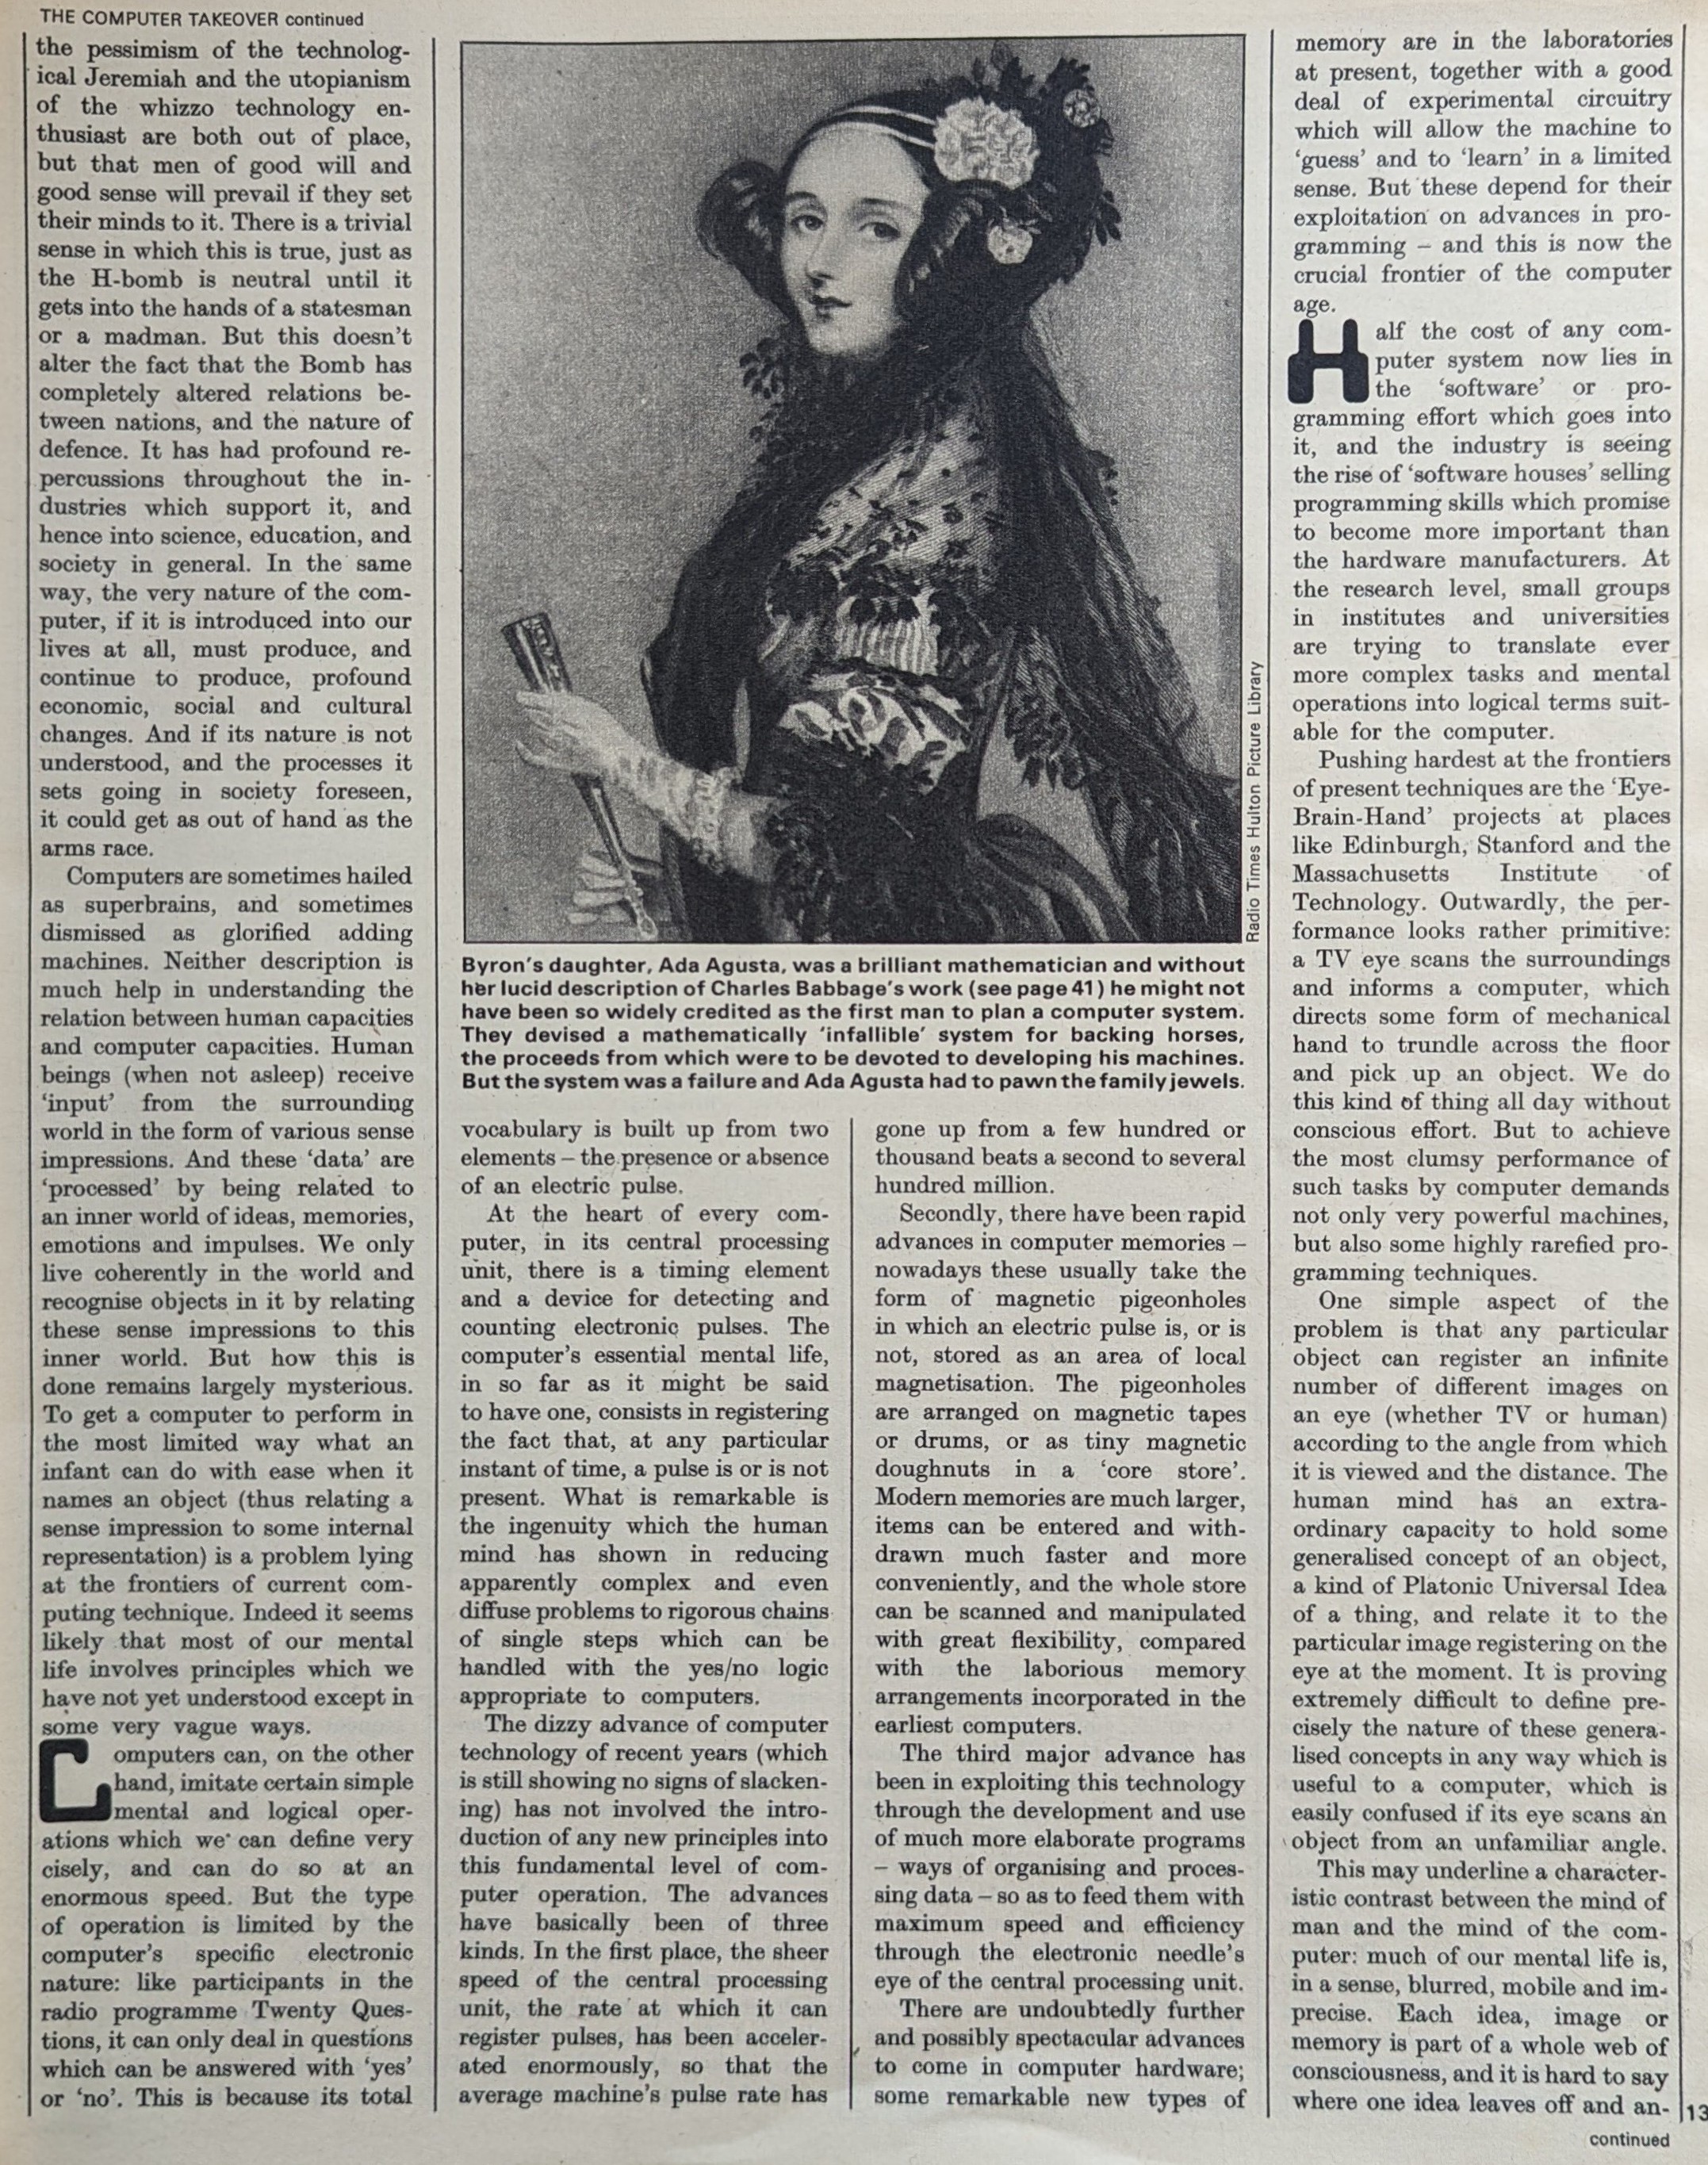 THE COMPUTER TAKEOVER continued
the pessimism of the technolog-
ical Jeremiah and the utopianism
of the whizzo technology en-
thusiast are both out of place,
but that men of good will and
good sense will prevail if they set
their minds to it. There is a trivial
sense in which this is true, just as
the H-bomb is neutral until it
gets into the hands of a statesman
or a madman. But this doesn't
alter the fact that the Bomb has
completely altered relations be-
tween nations, and the nature of
defence. It has had profound re-
percussions throughout the in-
dustries which support it, and
hence into science, education, and
society in general. In the same
way, the very nature of the com-
puter, if it is introduced into our
lives at all, must produce, and
continue to produce, profound
economic, social and cultural
changes. And if its nature is not
understood, and the processes it
sets going in society foreseen,
it could get as out of hand as the
arms race.
Computers are sometimes hailed
as superbrains, and sometimes
dismissed as glorified adding
machines. Neither description is
much help in understanding the
relation between human capacities
and computer capacities. Human
beings (when not asleep) receive
'input' from the surrounding
world in the form of various sense
impressions. And these 'data' are
'processed' by being related to
an inner world of ideas, memories,
emotions and impulses. We only
live coherently in the world and
recognise objects in it by relating
these sense impressions to this
inner world. But how this is
done remains largely mysterious.
To get a computer to perform in
the most limited way what an
infant can do with ease when it
names an object (thus relating a
sense impression to some internal
representation) is a problem lying
at the frontiers of current com-
puting technique. Indeed it seems
likely that most of our mental
life involves principles which we
have not yet understood except in
some very vague ways.
Computers can, on the other
hand, imitate certain simple
mental and logical oper-
ations which we can define very
cisely, and can do so at an
enormous speed. But the type
of operation is limited by the
computer's specific electronic
nature: like participants in the
radio programme Twenty Ques-
tions, it can only deal in questions
which can be answered with 'yes'
or 'no'. This is because its total
Radio Times Hulton Picture Library
Byron's daughter, Ada Agusta, was a brilliant mathematician and without
her lucid description of Charles Babbage's work (see page 41) he might not
have been so widely credited as the first man to plan a computer system.
They devised a mathematically 'infallible' system for backing horses,
the proceeds from which were to be devoted to developing his machines.
But the system was a failure and Ada Agusta had to pawn the family jewels.
vocabulary is built up from two
elements – the presence or absence
of an electric pulse.
At the heart of every com-
puter, in its central processing
unit, there is a timing element
and a device for detecting and
counting electronic pulses. The
computer's essential mental life,
in so far as it might be said
to have one, consists in registering
the fact that, at any particular
instant of time, a pulse is or is not
present. What is remarkable is
the ingenuity which the human
mind has shown in reducing
apparently complex and even
diffuse problems to rigorous chains
of single steps which can be
handled with the yes/no logic
appropriate to computers.
The dizzy advance of computer
technology of recent years (which
is still showing no signs of slacken-
ing) has not involved the intro-
duction of any new principles into
this fundamental level of com-
puter operation. The advances
have basically been of three
kinds. In the first place, the sheer
speed of the central processing
unit, the rate at which it can
register pulses, has been acceler-
ated enormously, so that the
average machine's pulse rate has
gone up from a few hundred or
thousand beats a second to several
hundred million.
Secondly, there have been rapid
advances in computer memories –
nowadays these usually take the
form of magnetic pigeonholes
in which an electric pulse is, or is
not, stored as an area of local
magnetisation. The pigeonholes
are arranged on magnetic tapes
or drums, or as tiny magnetic
doughnuts in a 'core store'.
Modern memories are much larger,
items can be entered and with-
drawn much faster and more
conveniently, and the whole store
can be scanned and manipulated
with great flexibility, compared
with the laborious memory
arrangements incorporated in the
earliest computers.
The third major advance has
been in exploiting this technology
through the development and use
of much more elaborate programs
– ways of organising and proces-
sing data – so as to feed them with
maximum speed and efficiency
through the electronic needle's
eye of the central processing unit.
There are undoubtedly further
and possibly spectacular advances
to come in computer hardware;
some remarkable new types of
memory are in the laboratories
at present, together with a good
deal of experimental circuitry
which will allow the machine to
'guess' and to 'learn' in a limited
sense. But these depend for their
exploitation on advances in pro-
gramming – and this is now the
crucial frontier of the computer
age.
Half the cost of any com-
puter system now lies in
the 'software' or pro-
gramming effort which goes into
it, and the industry is seeing
the rise of 'software houses' selling
programming skills which promise
to become more important than
the hardware manufacturers. At
the research level, small groups
in institutes and universities
are trying to translate ever
more complex tasks and mental
operations into logical terms suit-
able for the computer.
Pushing hardest at the frontiers
of present techniques are the 'Eye-
Brain-Hand' projects at places
like Edinburgh, Stanford and the
Massachusetts Institute of
Technology. Outwardly, the per-
formance looks rather primitive:
a TV eye scans the surroundings
and informs a computer, which
directs some form of mechanical
hand to trundle across the floor
and pick up an object. We do
this kind of thing all day without
conscious effort. But to achieve
the most clumsy performance of
such tasks by computer demands
not only very powerful machines,
but also some highly rarefied pro-
gramming techniques.
One simple aspect of the
problem is that any particular
object can register an infinite
number of different images on
an eye (whether TV or human)
according to the angle from which
it is viewed and the distance. The
human mind has an extra-
ordinary capacity to hold some
generalised concept of an object,
a kind of Platonic Universal Idea
of a thing, and relate it to the
particular image registering on the
eye at the moment. It is proving
extremely difficult to define pre-
cisely the nature of these genera-
lised concepts in any way which is
useful to a computer, which is
easily confused if its eye scans an
object from an unfamiliar angle.
This may underline a character-
istic contrast between the mind of
man and the mind of the com-
puter: much of our mental life is,
in a sense, blurred, mobile and im-
precise. Each idea, image or
memory is part of a whole web of
consciousness, and it is hard to say
where one idea leaves off and an-
13
continued